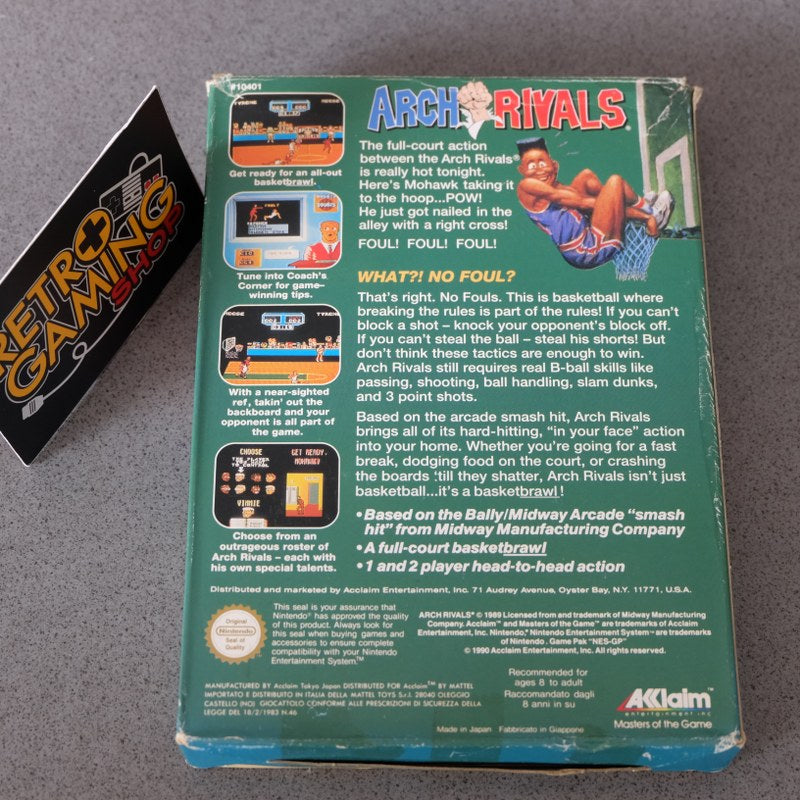 #10401
ARCH RIVALS®
The full-court action
between the Arch Rivals®
is really hot tonight.
Here's Mohawk taking it
to the hoop...POW!
He just got nailed in the
alley with a right cross!
FOUL! FOUL! FOUL!
TYRONE
REESE
Get ready for an all-out
basketbrawl.
Tune into Coach's
Corner for game–
winning tips.
REESE
TYRONE
With a near-sighted
ref, takin' out the
backboard and your
opponent is all part of
the game.
CHOOSE
THE PLAYER
TO CONTROL
VINNIE
GET READY,
MOHAWK!
Choose from an
outrageous roster of
Arch Rivals – each with
his own special talents.
WHAT?! NO FOUL?
That's right. No Fouls. This is basketball where
breaking the rules is part of the rules! If you can't
block a shot – knock your opponent's block off.
If you can't steal the ball – steal his shorts! But
don't think these tactics are enough to win.
Arch Rivals still requires real B-ball skills like
passing, shooting, ball handling, slam dunks,
and 3 point shots.
Based on the arcade smash hit, Arch Rivals
brings all of its hard-hitting, "in your face" action
into your home. Whether you're going for a fast
break, dodging food on the court, or crashing
the boards 'till they shatter, Arch Rivals isn't just
basketball...it's a basketbrawl!
•Based on the Bally/Midway Arcade "smash
hit" from Midway Manufacturing Company
•A full-court basketbrawl
•1 and 2 player head-to-head action
Distributed and marketed by Acclaim Entertainment, Inc. 71 Audrey Avenue, Oyster Bay, N.Y. 11771, U.S.A.
Original
Nintendo
Seal of
Quality
This seal is your assurance that
Nintendo® has approved the quality
of this product. Always look for
this seal when buying games and
accessories to ensure complete
compatibility with your Nintendo
Entertainment System.™
ARCH RIVALS® © 1989 Licensed from and trademark of Midway Manufacturing
Company. Acclaim™ and Masters of the Game™ are trademarks of Acclaim
Entertainment, Inc. Nintendo,® Nintendo Entertainment System™ are trademarks
of Nintendo. Game Pak "NES-GP"
© 1990 Acclaim Entertainment, Inc. All rights reserved.
MANUFACTURED BY Acclaim Tokyo Japan DISTRIBUTED FOR Acclaim™ BY MATTEL
IMPORTATO E DISTRIBUITO IN ITALIA DELLA MATTEL TOYS S.r.l. 28040 OLEGGIO
CASTELLO (NO) GIOCATTOLO CONFORME ALLE PRESCRIZIONI DI SICUREZZA DELLA
LEGGE DEL 18/2/1983 N.46
Recommended for
ages 8 to adult
Raccomandato dagli
8 anni in su
Made in Japan Fabbricato in Giappone
AKKlaim™
entertainment inc
Masters of the Game
RETRO
GAMING
SHOP